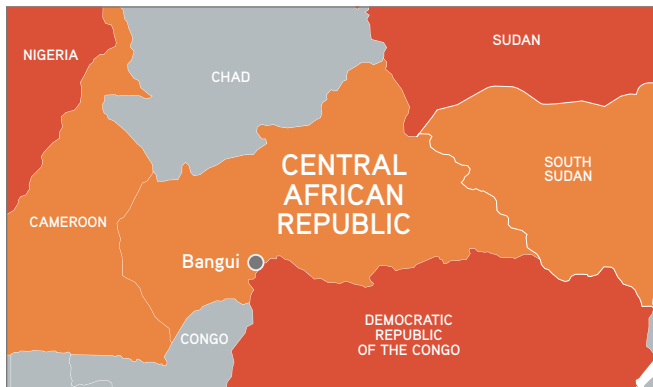 NIGERIA
SUDAN
CHAD
CENTRAL
AFRICAN
REPUBLIC
SOUTH
SUDAN
CAMEROON
Bangui
DEMOCRATIC
REPUBLIC
OF THE CONGO
CONGO